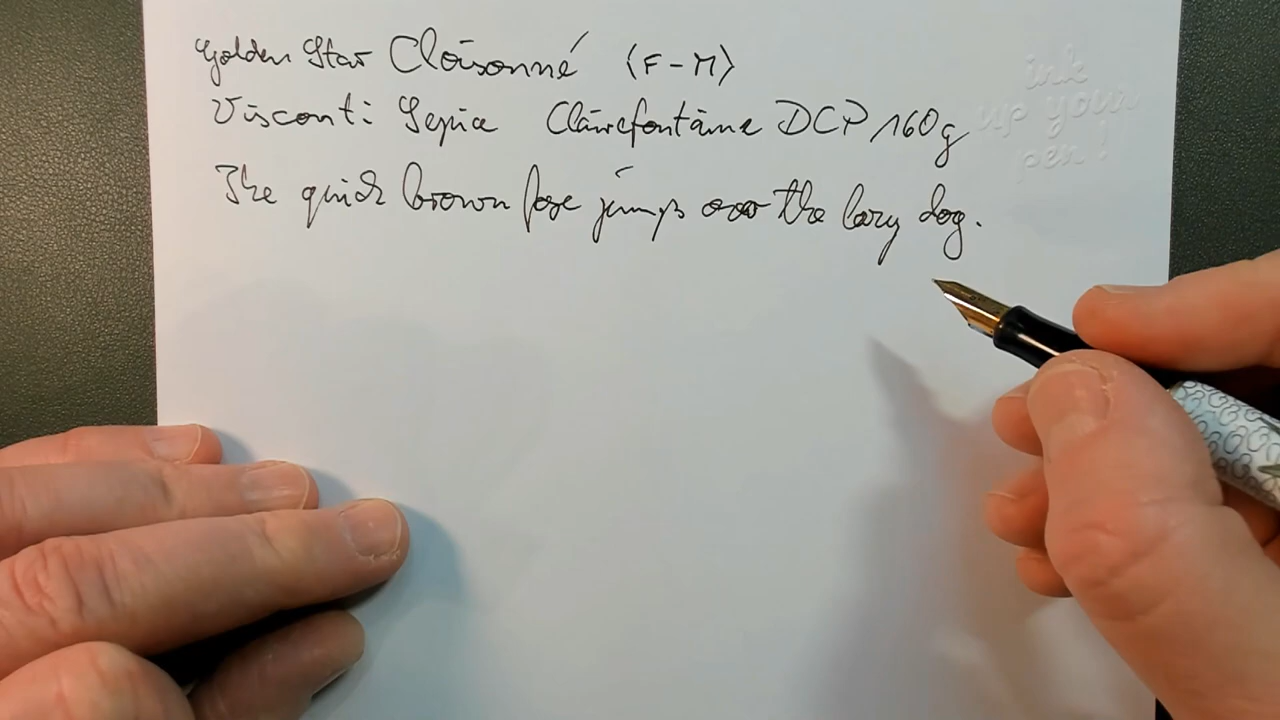 Golden Star Cloisonné (F-M)
Visconti Sepia Clairefontaine DCP 160g
The quick brown fox jumps over the lazy dog.
ink
up your
pen!